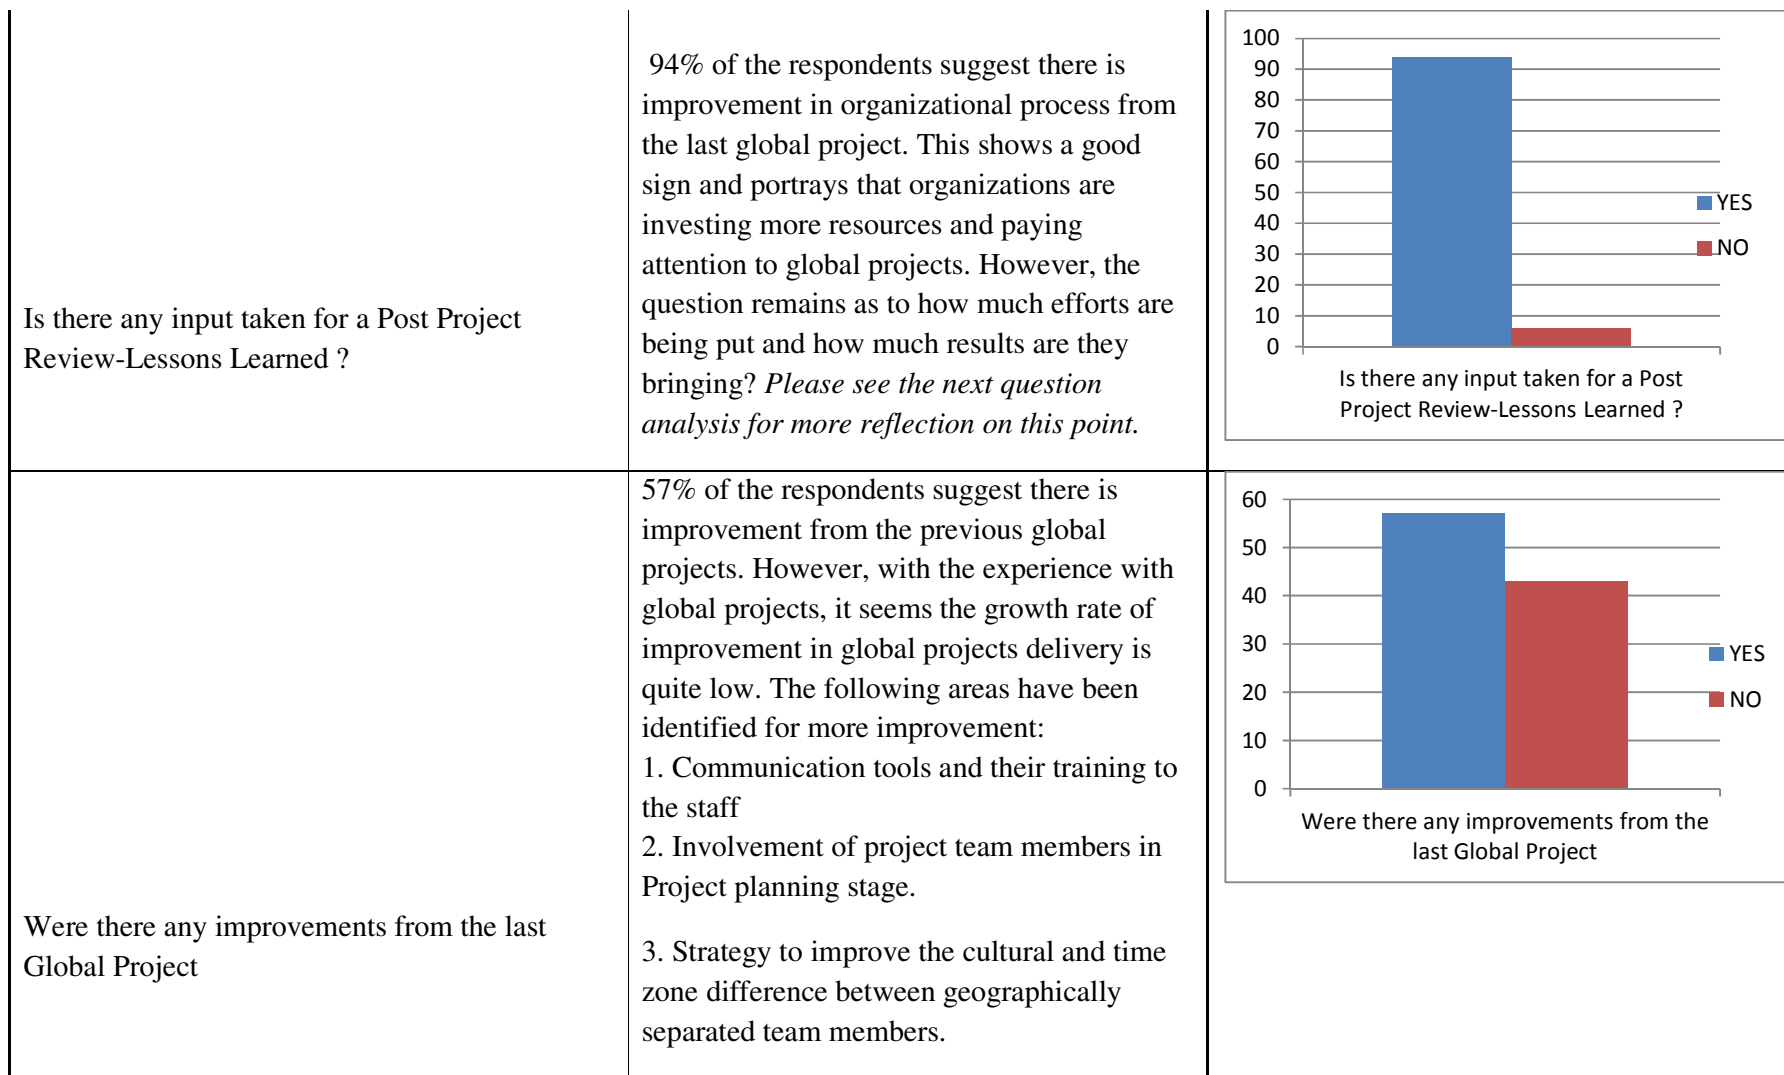 Is there any input taken for a Post Project
Review-Lessons Learned ?
94% of the respondents suggest there is
improvement in organizational process from
the last global project. This shows a good
sign and portrays that organizations are
investing more resources and paying
attention to global projects. However, the
question remains as to how much efforts are
being put and how much results are they
bringing? Please see the next question
analysis for more reflection on this point.
100
90
80
70
60
50
40
30
20
10
0
YES
NO
Is there any input taken for a Post
Project Review-Lessons Learned ?
Were there any improvements from the last
Global Project
57% of the respondents suggest there is
improvement from the previous global
projects. However, with the experience with
global projects, it seems the growth rate of
improvement in global projects delivery is
quite low. The following areas have been
identified for more improvement:
1. Communication tools and their training to
the staff
2. Involvement of project team members in
Project planning stage.
3. Strategy to improve the cultural and time
zone difference between geographically
separated team members.
60
50
40
30
20
10
0
YES
NO
Were there any improvements from the
last Global Project